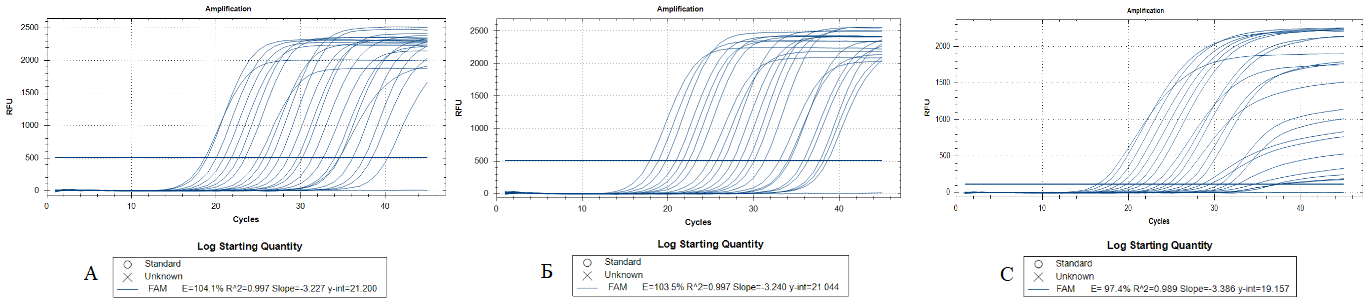 Amplification
2500
2000
1500
1000
500
0
RFU
0 10 20 30 40
Cycles
Log Starting Quantity
А
Standard
Unknown
FAM E=104.1% R^2=0.997 Slope=-3.227 y-int=21.200
Amplification
2500
2000
1500
1000
500
0
RFU
0 10 20 30 40
Cycles
Log Starting Quantity
Б
Standard
Unknown
FAM E=103.5% R^2=0.997 Slope=-3.240 y-int=21.044
Amplification
2000
1500
1000
500
0
RFU
0 10 20 30 40
Cycles
Log Starting Quantity
С
Standard
Unknown
FAM E= 97.4% R^2=0.989 Slope=-3.386 y-int=19.157